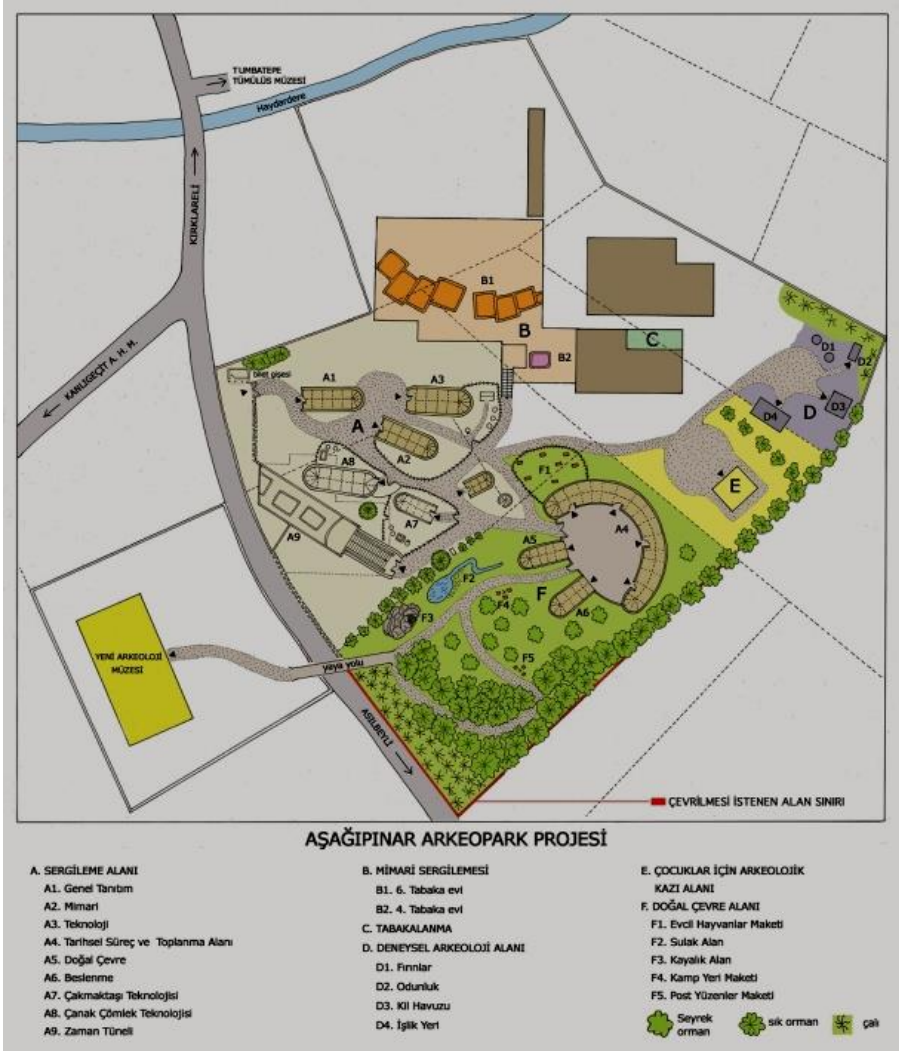 TUMBATEPE
TÜMÜLÜS MÜZESİ
Haydardere
KIRKLARELİ
KANLIGEÇİT A. H. M.
B1
B
B2
C
D1
D2
D3
D4
D
bilet gişesi
A1
A3
A
A2
A8
A7
A9
F1
A4
A5
E
F2
F
F4
F3
A6
F5
YENİ ARKEOLOJİ
MÜZESİ
yaya yolu
ASILBEYLİ
ÇEVRİLMESİ İSTENEN ALAN SINIRI
AŞAĞIPINAR ARKEOPARK PROJESİ
A. SERGİLEME ALANI
A1. Genel Tanıtım
A2. Mimari
A3. Teknoloji
A4. Tarihsel Süreç ve Toplanma Alanı
A5. Doğal Çevre
A6. Beslenme
A7. Çakmaktaşı Teknolojisi
A8. Çanak Çömlek Teknolojisi
A9. Zaman Tüneli
B. MİMARİ SERGİLEMESİ
B1. 6. Tabaka evi
B2. 4. Tabaka evi
C. TABAKALANMA
D. DENEYSEL ARKEOLOJİ ALANI
D1. Fırınlar
D2. Odunluk
D3. Kil Havuzu
D4. İşlik Yeri
E. ÇOCUKLAR İÇİN ARKEOLOJİK
KAZI ALANI
F. DOĞAL ÇEVRE ALANI
F1. Evcil Hayvanlar Maketi
F2. Sulak Alan
F3. Kayalık Alan
F4. Kamp Yeri Maketi
F5. Post Yüzenler Maketi
Seyrek
orman
sık orman
çalı